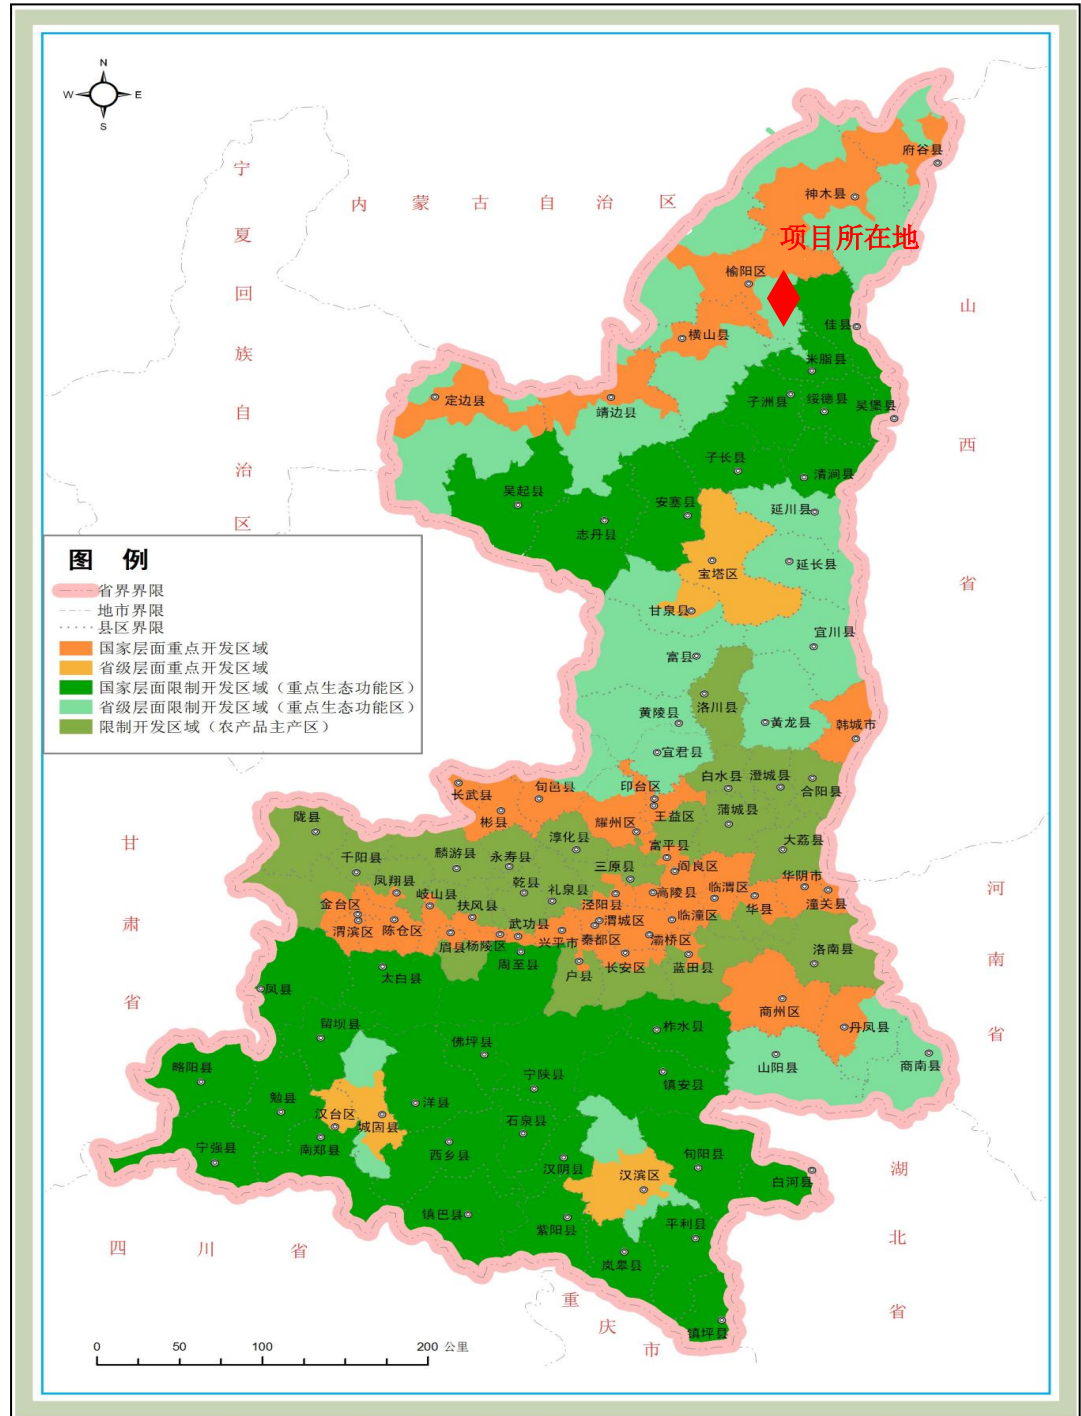 N
W
E
S
宁夏回族自治区
内蒙古自治区
山西省
河南省
湖北省
重庆市
四川省
甘肃省
项目所在地
府谷县
神木县
榆阳区
佳县
横山县
米脂县
定边县
靖边县
子洲县
绥德县
吴堡县
子长县
清涧县
吴起县
安塞县
延川县
志丹县
宝塔区
延长县
甘泉县
宜川县
富县
洛川县
黄陵县
黄龙县
韩城市
宜君县
图 例
省界界限
地市界限
县区界限
国家层面重点开发区域
省级层面重点开发区域
国家层面限制开发区域（重点生态功能区）
省级层面限制开发区域（重点生态功能区）
限制开发区域（农产品主产区）
长武县
旬邑县
印台区
白水县
澄城县
合阳县
彬县
耀州区
王益区
蒲城县
陇县
淳化县
富平县
大荔县
千阳县
麟游县
永寿县
三原县
阎良区
凤翔县
岐山县
乾县
礼泉县
泾阳县
高陵县
临渭区
华阴市
金台区
扶风县
华县
潼关县
渭滨区
陈仓区
武功县
渭城区
临潼区
眉县
杨陵区
兴平市
秦都区
灞桥区
周至县
户县
长安区
蓝田县
洛南县
太白县
凤县
商州区
丹凤县
留坝县
柞水县
佛坪县
山阳县
商南县
略阳县
宁陕县
镇安县
勉县
汉台区
城固县
洋县
石泉县
宁强县
南郑县
西乡县
汉阴县
汉滨区
旬阳县
白河县
镇巴县
紫阳县
平利县
岚皋县
镇坪县
0 50 100 200 公里